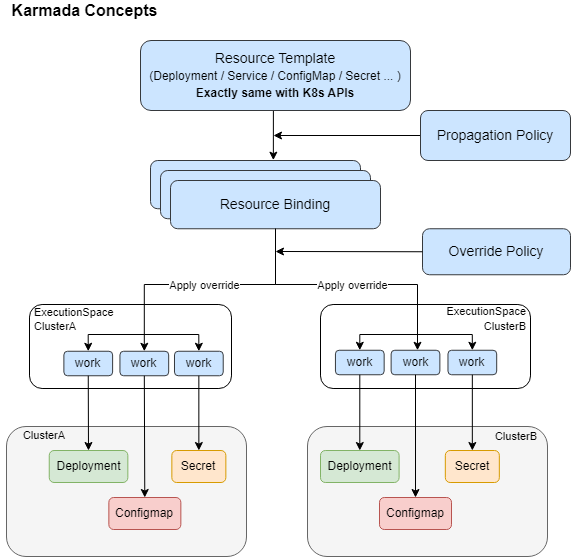 Karmada Concepts
Resource Template
(Deployment / Service / ConfigMap / Secret ... )
Exactly same with K8s APIs
Propagation Policy
Resource Binding
Override Policy
Apply override
Apply override
ExecutionSpace
ClusterA
work
work
work
ExecutionSpace
ClusterB
work
work
work
ClusterA
Deployment
Secret
Configmap
ClusterB
Deployment
Secret
Configmap